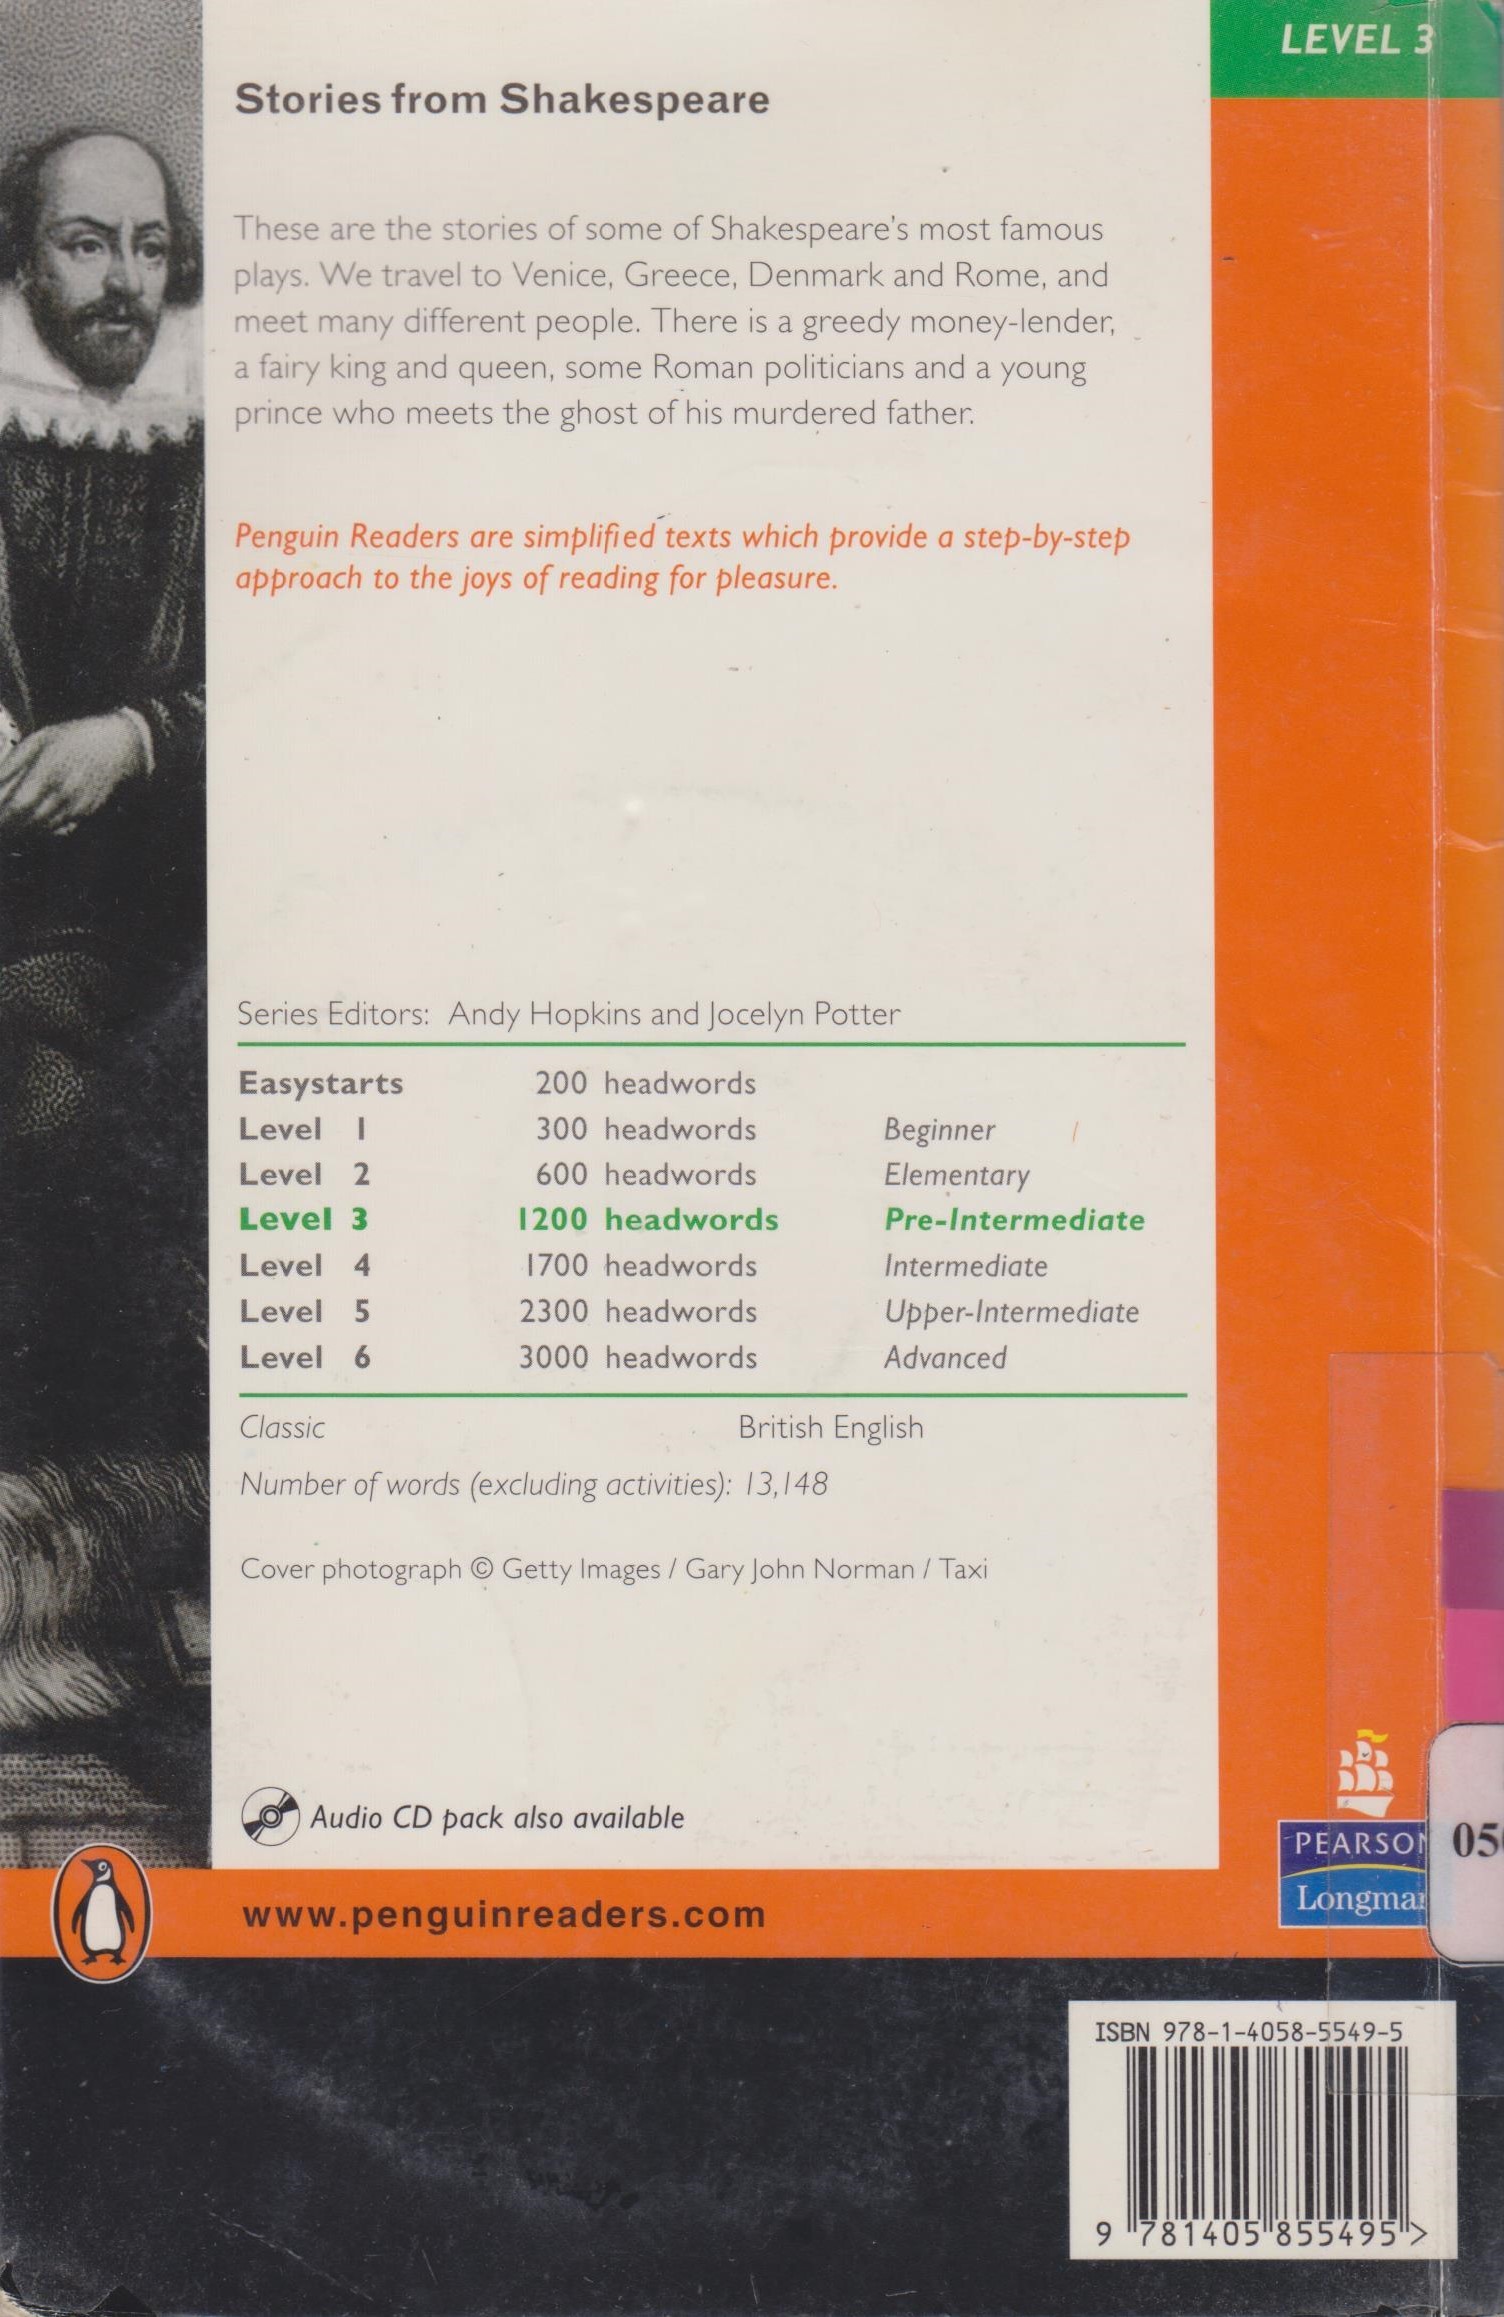 LEVEL 3
Stories from Shakespeare
These are the stories of some of Shakespeare's most famous
plays. We travel to Venice, Greece, Denmark and Rome, and
meet many different people. There is a greedy money-lender,
a fairy king and queen, some Roman politicians and a young
prince who meets the ghost of his murdered father.
Penguin Readers are simplified texts which provide a step-by-step
approach to the joys of reading for pleasure.
Series Editors: Andy Hopkins and Jocelyn Potter
Easystarts 200 headwords
Level 1 300 headwords Beginner
Level 2 600 headwords Elementary
Level 3 1200 headwords Pre-Intermediate
Level 4 1700 headwords Intermediate
Level 5 2300 headwords Upper-Intermediate
Level 6 3000 headwords Advanced
Classic British English
Number of words (excluding activities): 13,148
Cover photograph © Getty Images / Gary John Norman / Taxi
Audio CD pack also available
PEARSON
Longman
05
www.penguinreaders.com
ISBN 978-1-4058-5549-5
9 781405 855495 >